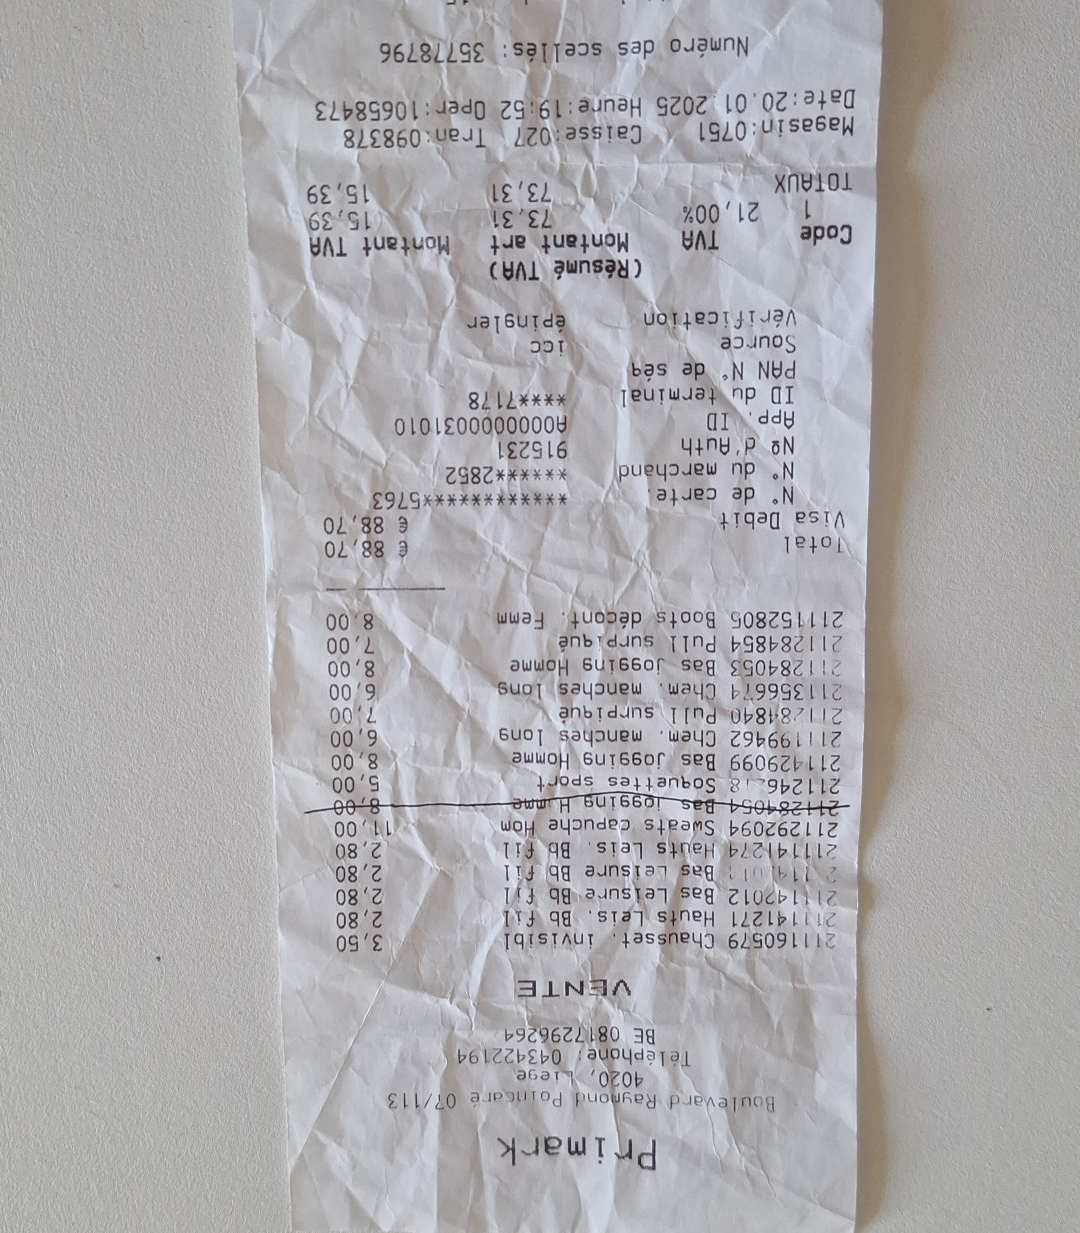 Primark
Boulevard Raymond Poincaré 07/113
4020, Liege
Téléphone: 043422194
BE 0817296264
VENTE
211160579 Chausset. invisibl 3,50
211141271 Hauts Leis. Bb fil 2,80
211142012 Bas Leisure Bb fil 2,80
Bas Leisure Bb fil 2,80
211141274 Hauts Leis. Bb fil 2,80
211292094 Sweats capuche Hom 11,00
211284054 Bas jogging Homme 8,00
Soquettes sport 5,00
211429099 Bas jogging Homme 8,00
211199462 Chem. manches long 6,00
211284840 Pull surpiqué 7,00
211356674 Chem. manches long 6,00
211284053 Bas jogging Homme 8,00
211284854 Pull surpiqué 7,00
211152805 Boots décont. Femm 8,00
Total € 88,70
Visa Debit € 88,70
N° de carte. ************5763
N° du marchand ******2852
Nº d'Auth 915231
App. ID A0000000031010
ID du terminal ****7178
PAN N° de séq
Source icc
Vérification épingler
(Résumé TVA)
Code TVA Montant art Montant TVA
1 21,00% 73,31 15,39
TOTAUX 73,31 15,39
Magasin:0751 Caisse:027 Tran:098378
Date:20.01.2025 Heure:19:52 Oper:10658473
Numéro des scellés: 35778796